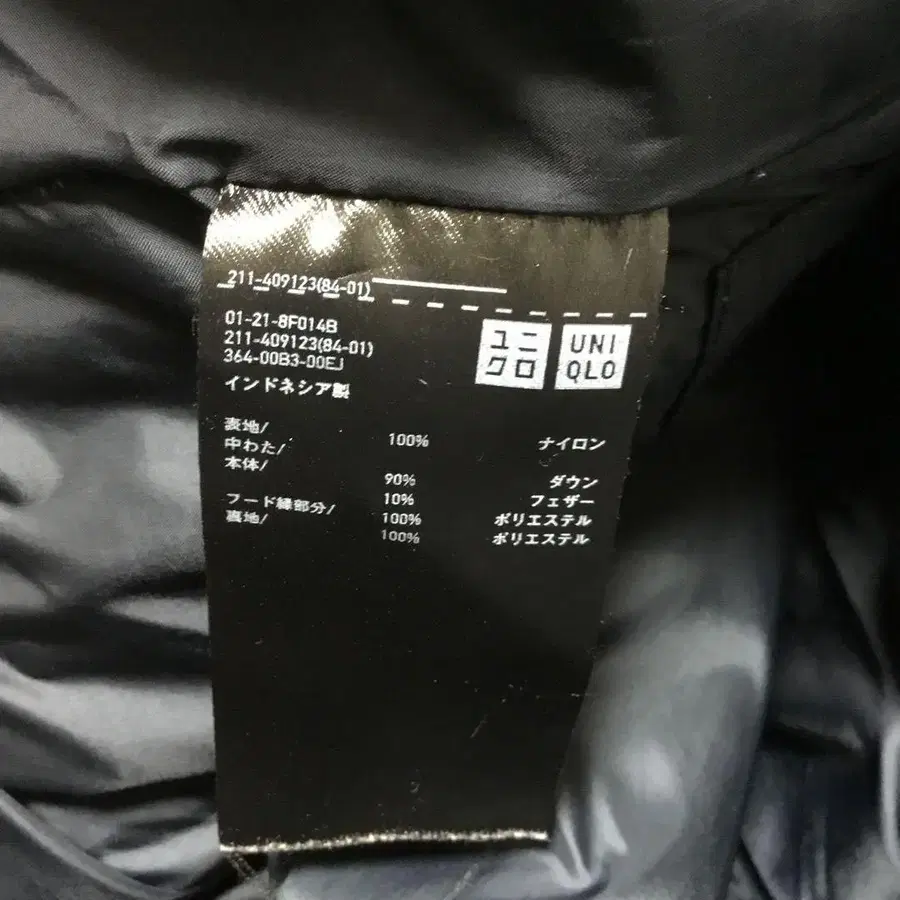 211-409123(84-01)
01-21-8F014B
211-409123(84-01)
364-00B3-00EJ
インドネシア製
ユニ
クロ
UNI
QLO
表地/ 100% ナイロン
中わた/
本体/ 90% ダウン
10% フェザー
フード縁部分/ 100% ポリエステル
裏地/ 100% ポリエステル